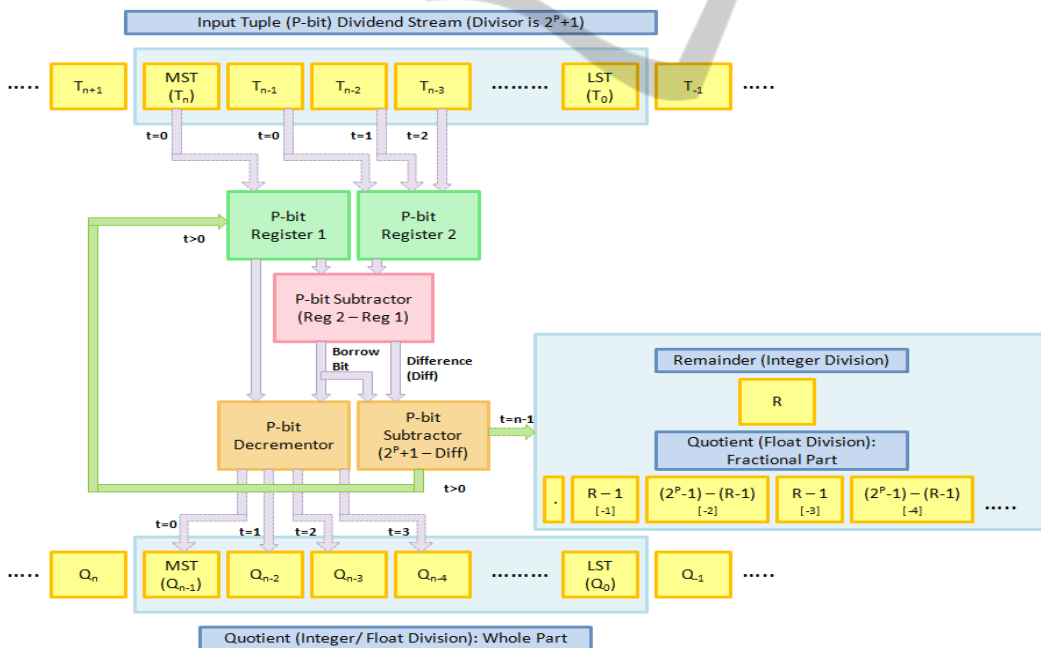 Input Tuple (P-bit) Dividend Stream (Divisor is 2ᴾ+1)
..... Tₙ₊₁ MST (Tₙ) Tₙ₋₁ Tₙ₋₂ Tₙ₋₃ ......... LST (T₀) T₋₁ .....
t=0 t=0 t=1 t=2
P-bit Register 1
P-bit Register 2
t>0
P-bit Subtractor
(Reg 2 – Reg 1)
Borrow Bit
Difference (Diff)
P-bit Decrementor
P-bit Subtractor
(2ᴾ+1 – Diff)
t=n-1
t>0
Remainder (Integer Division)
R
Quotient (Float Division):
Fractional Part
. R – 1 [-1] (2ᴾ-1) – (R-1) [-2] R – 1 [-3] (2ᴾ-1) – (R-1) [-4] .....
t=0 t=1 t=2 t=3
..... Qₙ MST (Qₙ₋₁) Qₙ₋₂ Qₙ₋₃ Qₙ₋₄ ......... LST (Q₀) Q₋₁ .....
Quotient (Integer/ Float Division): Whole Part